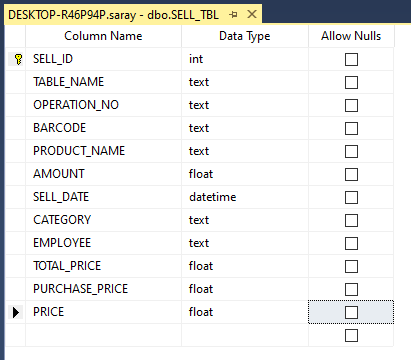 DESKTOP-R46P94P.saray - dbo.SELL_TBL
Column Name Data Type Allow Nulls
SELL_ID int
TABLE_NAME text
OPERATION_NO text
BARCODE text
PRODUCT_NAME text
AMOUNT float
SELL_DATE datetime
CATEGORY text
EMPLOYEE text
TOTAL_PRICE float
PURCHASE_PRICE float
PRICE float